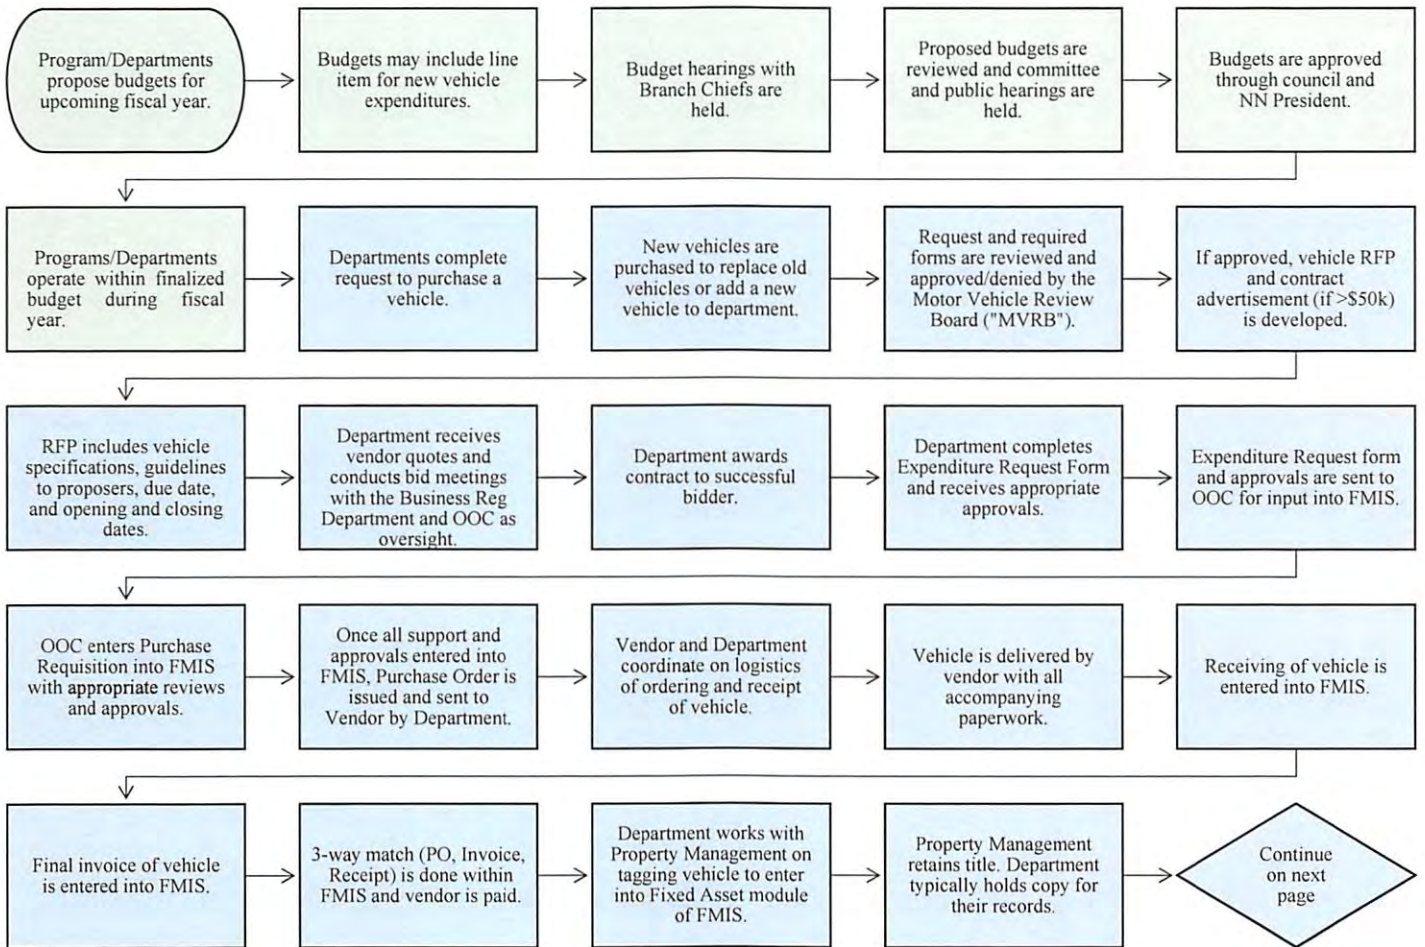 Program/Departments
propose budgets for
upcoming fiscal year.
Budgets may include line
item for new vehicle
expenditures.
Budget hearings with
Branch Chiefs are
held.
Proposed budgets are
reviewed and committee
and public hearings are
held.
Budgets are approved
through council and
NN President.
Programs/Departments
operate within finalized
budget during fiscal
year.
Departments complete
request to purchase a
vehicle.
New vehicles are
purchased to replace old
vehicles or add a new
vehicle to department.
Request and required
forms are reviewed and
approved/denied by the
Motor Vehicle Review
Board ("MVRB").
If approved, vehicle RFP
and contract
advertisement (if >$50k)
is developed.
RFP includes vehicle
specifications, guidelines
to proposers, due date,
and opening and closing
dates.
Department receives
vendor quotes and
conducts bid meetings
with the Business Reg
Department and OOC as
oversight.
Department awards
contract to successful
bidder.
Department completes
Expenditure Request Form
and receives appropriate
approvals.
Expenditure Request form
and approvals are sent to
OOC for input into FMIS.
OOC enters Purchase
Requisition into FMIS
with appropriate reviews
and approvals.
Once all support and
approvals entered into
FMIS, Purchase Order is
issued and sent to
Vendor by Department.
Vendor and Department
coordinate on logistics
of ordering and receipt
of vehicle.
Vehicle is delivered by
vendor with all
accompanying
paperwork.
Receiving of vehicle is
entered into FMIS.
Final invoice of vehicle
is entered into FMIS.
3-way match (PO, Invoice,
Receipt) is done within
FMIS and vendor is paid.
Department works with
Property Management on
tagging vehicle to enter
into Fixed Asset module
of FMIS.
Property Management
retains title. Department
typically holds copy for
their records.
Continue
on next
page